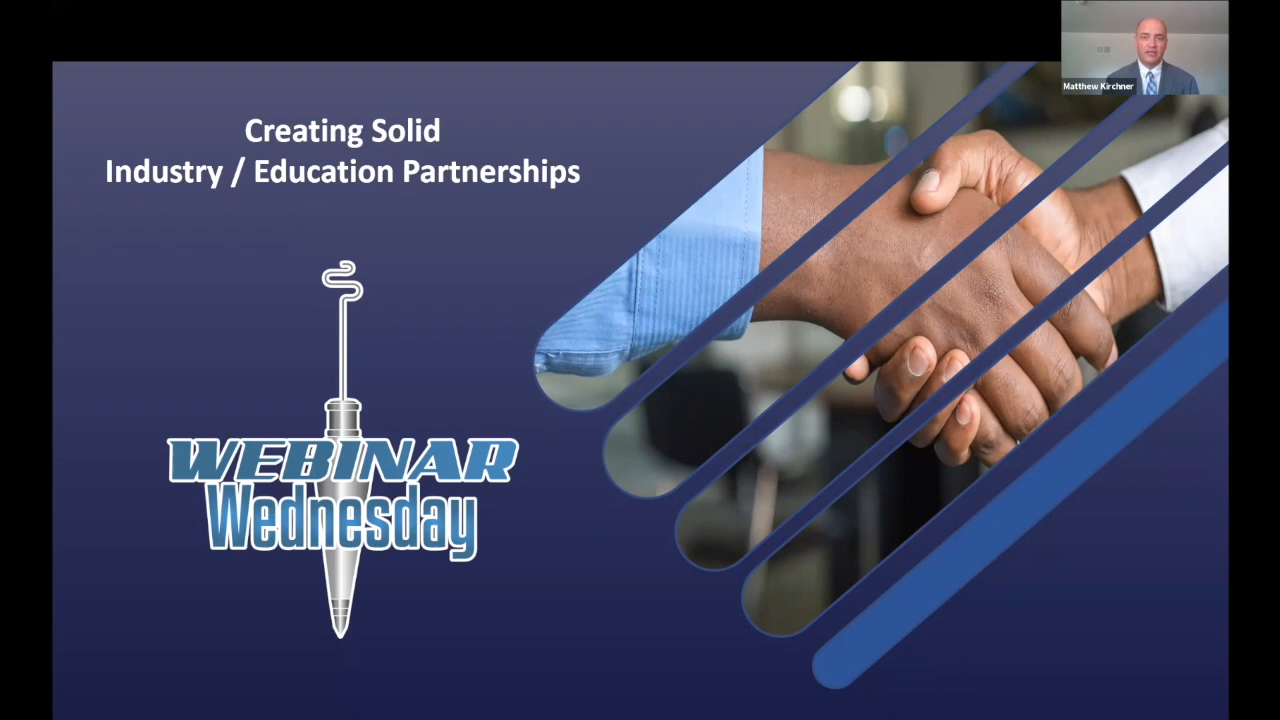 Matthew Kirchner
Creating Solid
Industry / Education Partnerships
WEBINAR
Wednesday